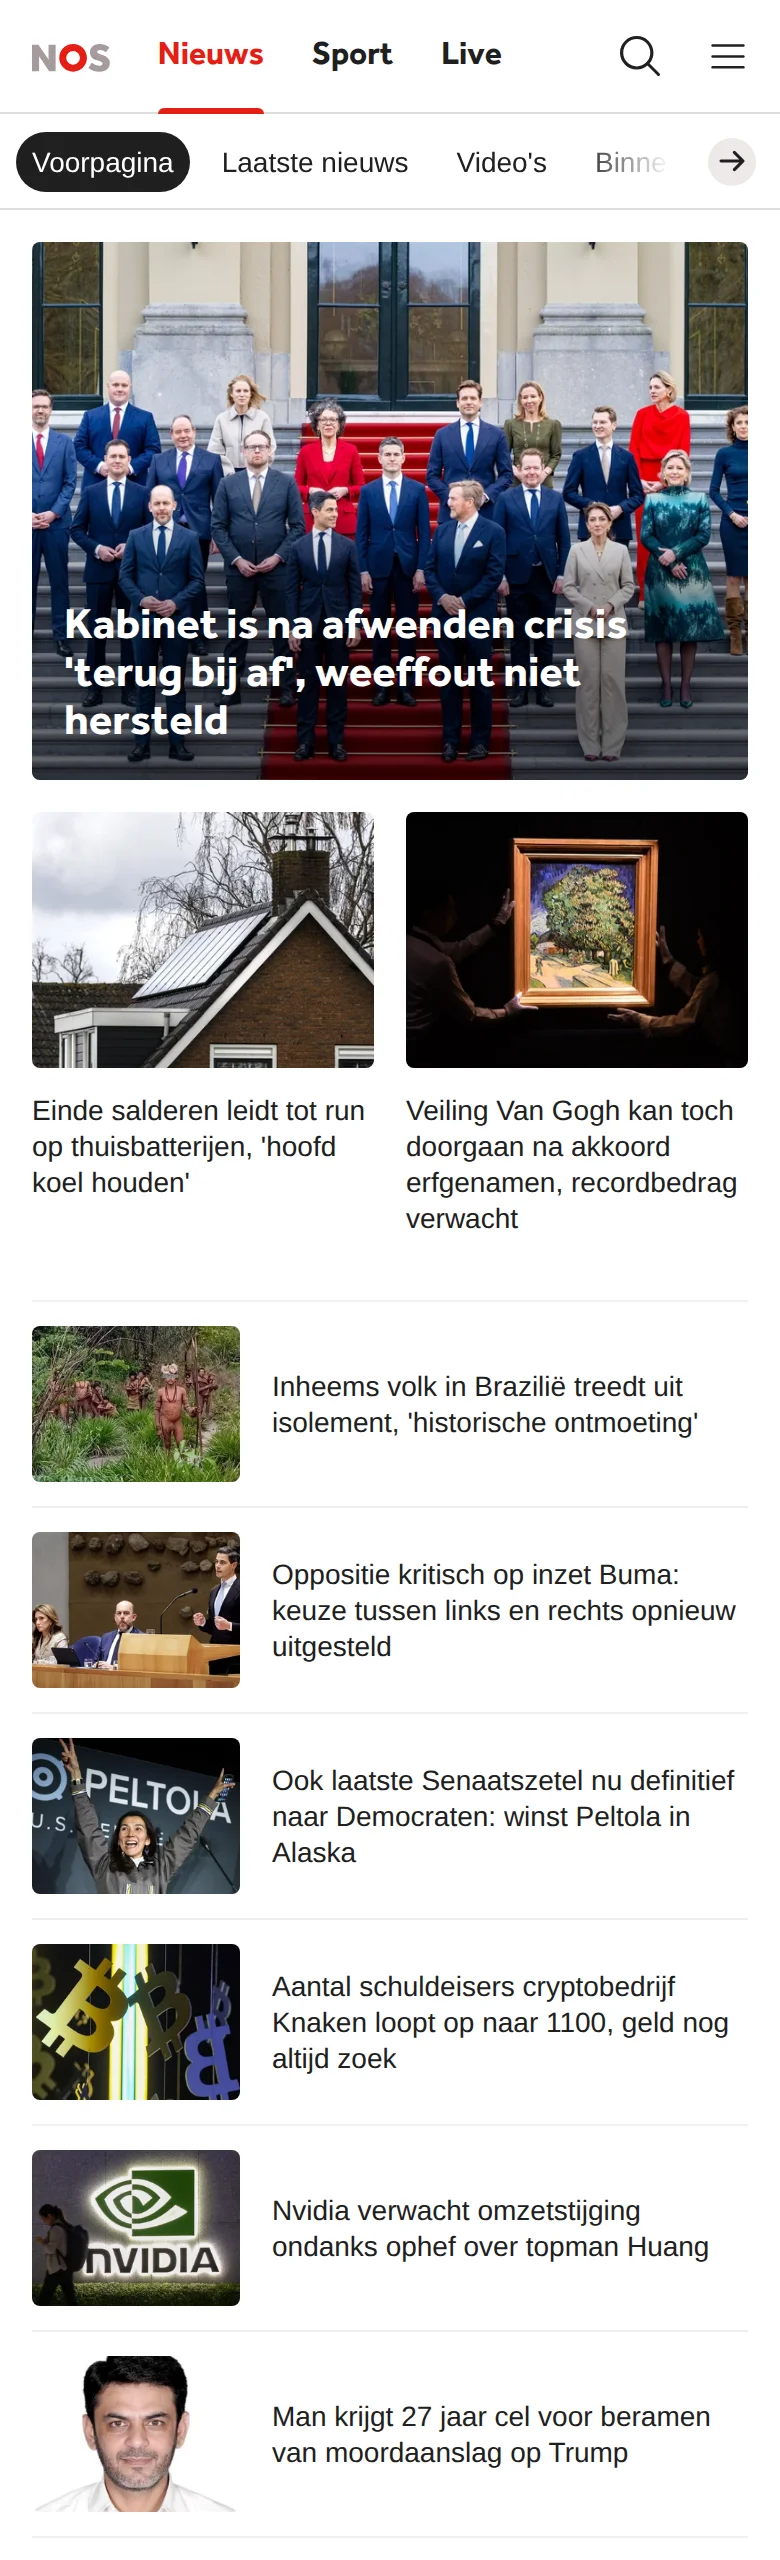 NOS Nieuws Sport Live
Voorpagina Laatste nieuws Video's Binne
Kabinet is na afwenden crisis
'terug bij af', weeffout niet
hersteld
Einde salderen leidt tot run
op thuisbatterijen, 'hoofd
koel houden'
Veiling Van Gogh kan toch
doorgaan na akkoord
erfgenamen, recordbedrag
verwacht
Inheems volk in Brazilië treedt uit
isolement, 'historische ontmoeting'
Oppositie kritisch op inzet Buma:
keuze tussen links en rechts opnieuw
uitgesteld
PELTOLA
U.S.
Ook laatste Senaatszetel nu definitief
naar Democraten: winst Peltola in
Alaska
Aantal schuldeisers cryptobedrijf
Knaken loopt op naar 1100, geld nog
altijd zoek
NVIDIA
Nvidia verwacht omzetstijging
ondanks ophef over topman Huang
Man krijgt 27 jaar cel voor beramen
van moordaanslag op Trump